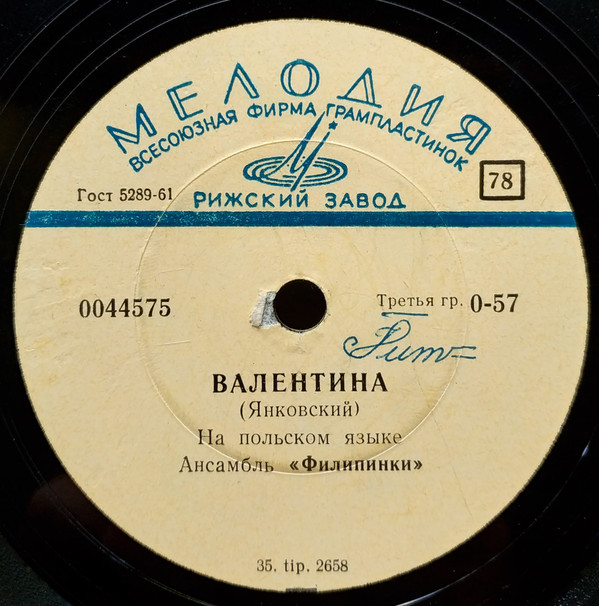 МЕЛОДИЯ
ВСЕСОЮЗНАЯ ФИРМА ГРАМПЛАСТИНОК
Гост 5289-61
78
РИЖСКИЙ ЗАВОД
0044575
Третья гр. 0-57
ВАЛЕНТИНА
(Янковский)
На польском языке
Ансамбль «Филипинки»
35. tip. 2658